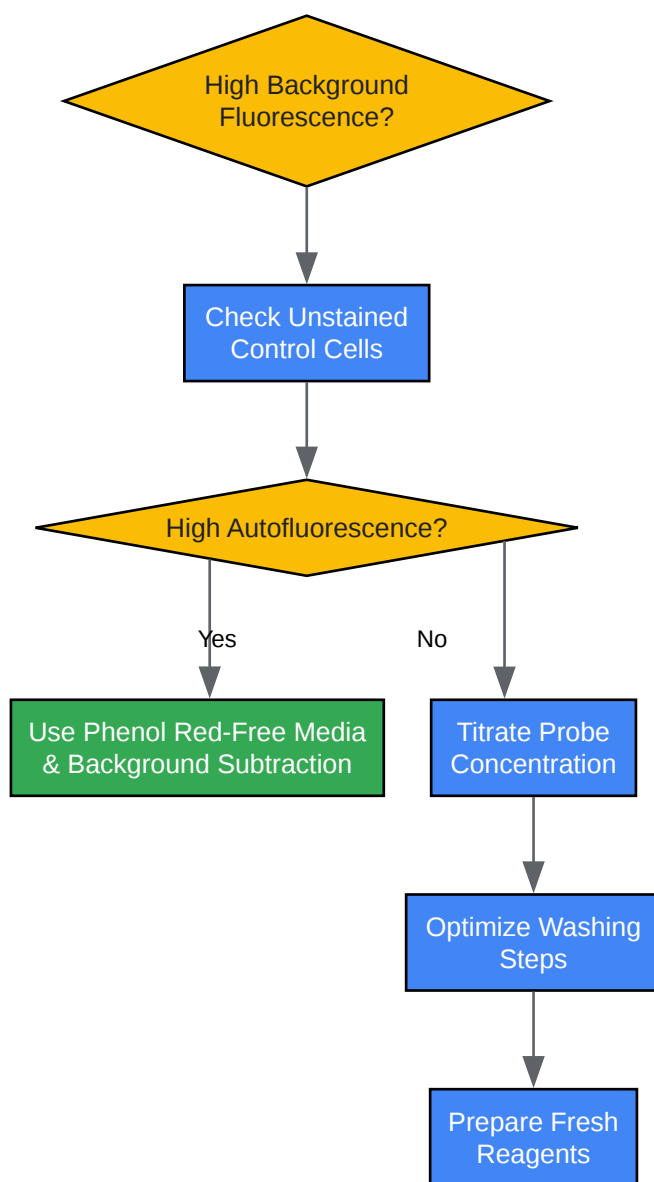 High Background
Fluorescence?
Check Unstained
Control Cells
High Autofluorescence?
Yes
No
Use Phenol Red-Free Media
& Background Subtraction
Titrate Probe
Concentration
Optimize Washing
Steps
Prepare Fresh
Reagents